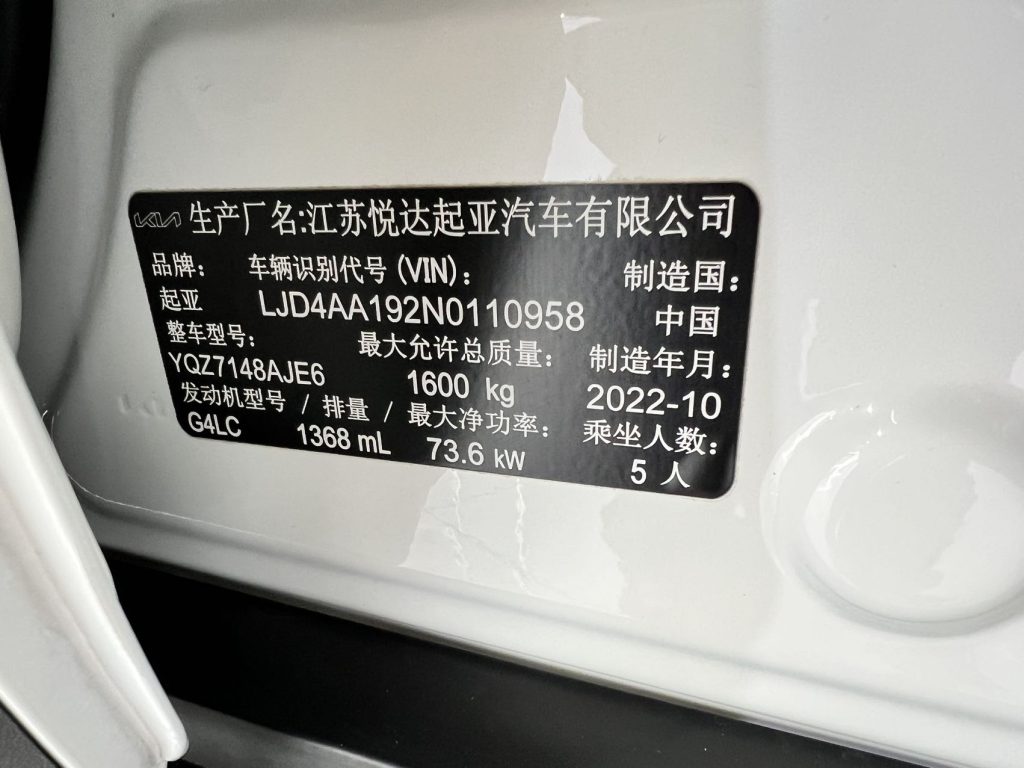 KIA 生产厂名:江苏悦达起亚汽车有限公司
品牌: 车辆识别代号(VIN): 制造国:
起亚 LJD4AA192N0110958 中国
整车型号: 最大允许总质量: 制造年月:
YQZ7148AJE6 1600 kg 2022-10
发动机型号 / 排量 / 最大净功率: 乘坐人数:
G4LC 1368 mL 73.6 kW 5 人